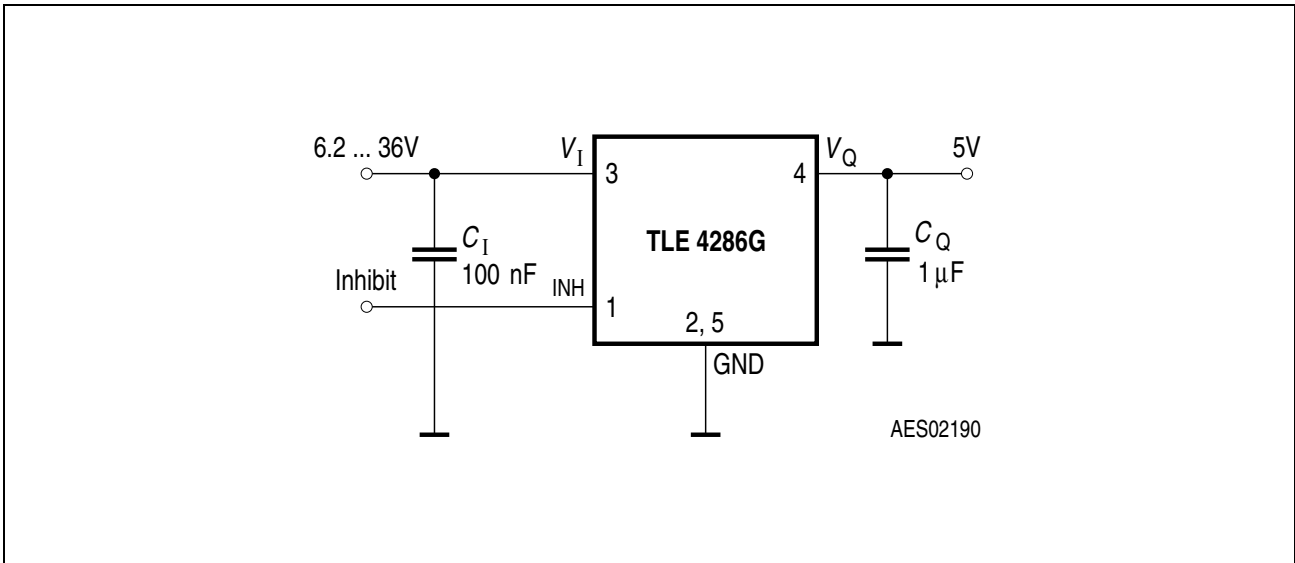 6.2 ... 36V
V_I
3
4
V_Q
5V
TLE 4286G
C_I
100 nF
C_Q
1 μF
Inhibit
INH
1
2, 5
GND
AES02190